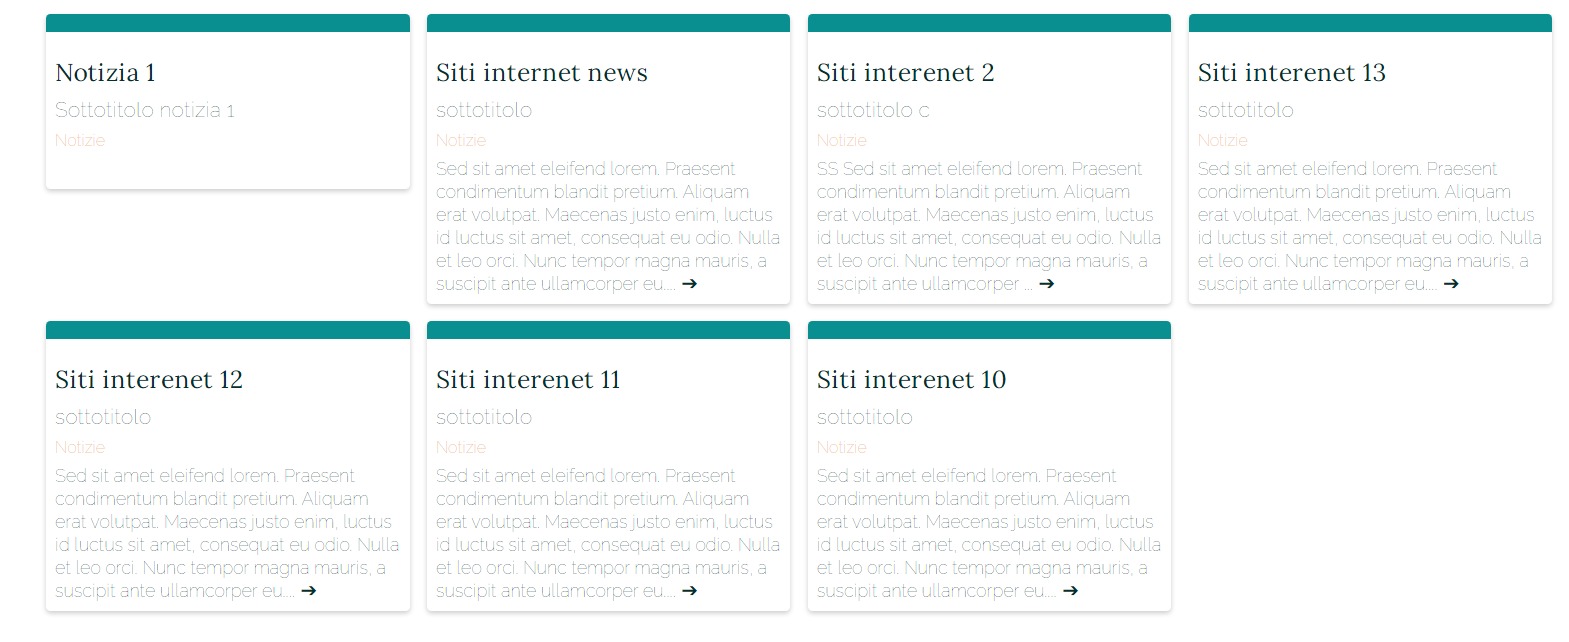 Notizia 1
Sottotitolo notizia 1
Notizie
Siti internet news
sottotitolo
Notizie
Sed sit amet eleifend lorem. Praesent
condimentum blandit pretium. Aliquam
erat volutpat. Maecenas justo enim, luctus
id luctus sit amet, consequat eu odio. Nulla
et leo orci. Nunc tempor magna mauris, a
suscipit ante ullamcorper eu.... ➔
Siti interenet 2
sottotitolo c
Notizie
SS Sed sit amet eleifend lorem. Praesent
condimentum blandit pretium. Aliquam
erat volutpat. Maecenas justo enim, luctus
id luctus sit amet, consequat eu odio. Nulla
et leo orci. Nunc tempor magna mauris, a
suscipit ante ullamcorper ... ➔
Siti interenet 13
sottotitolo
Notizie
Sed sit amet eleifend lorem. Praesent
condimentum blandit pretium. Aliquam
erat volutpat. Maecenas justo enim, luctus
id luctus sit amet, consequat eu odio. Nulla
et leo orci. Nunc tempor magna mauris, a
suscipit ante ullamcorper eu.... ➔
Siti interenet 12
sottotitolo
Notizie
Sed sit amet eleifend lorem. Praesent
condimentum blandit pretium. Aliquam
erat volutpat. Maecenas justo enim, luctus
id luctus sit amet, consequat eu odio. Nulla
et leo orci. Nunc tempor magna mauris, a
suscipit ante ullamcorper eu.... ➔
Siti interenet 11
sottotitolo
Notizie
Sed sit amet eleifend lorem. Praesent
condimentum blandit pretium. Aliquam
erat volutpat. Maecenas justo enim, luctus
id luctus sit amet, consequat eu odio. Nulla
et leo orci. Nunc tempor magna mauris, a
suscipit ante ullamcorper eu.... ➔
Siti interenet 10
sottotitolo
Notizie
Sed sit amet eleifend lorem. Praesent
condimentum blandit pretium. Aliquam
erat volutpat. Maecenas justo enim, luctus
id luctus sit amet, consequat eu odio. Nulla
et leo orci. Nunc tempor magna mauris, a
suscipit ante ullamcorper eu.... ➔